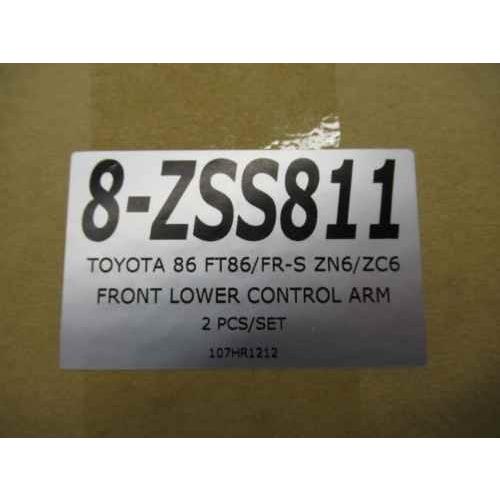 8-ZSS811
TOYOTA 86 FT86/FR-S ZN6/ZC6
FRONT LOWER CONTROL ARM
2 PCS/SET
107HR1212